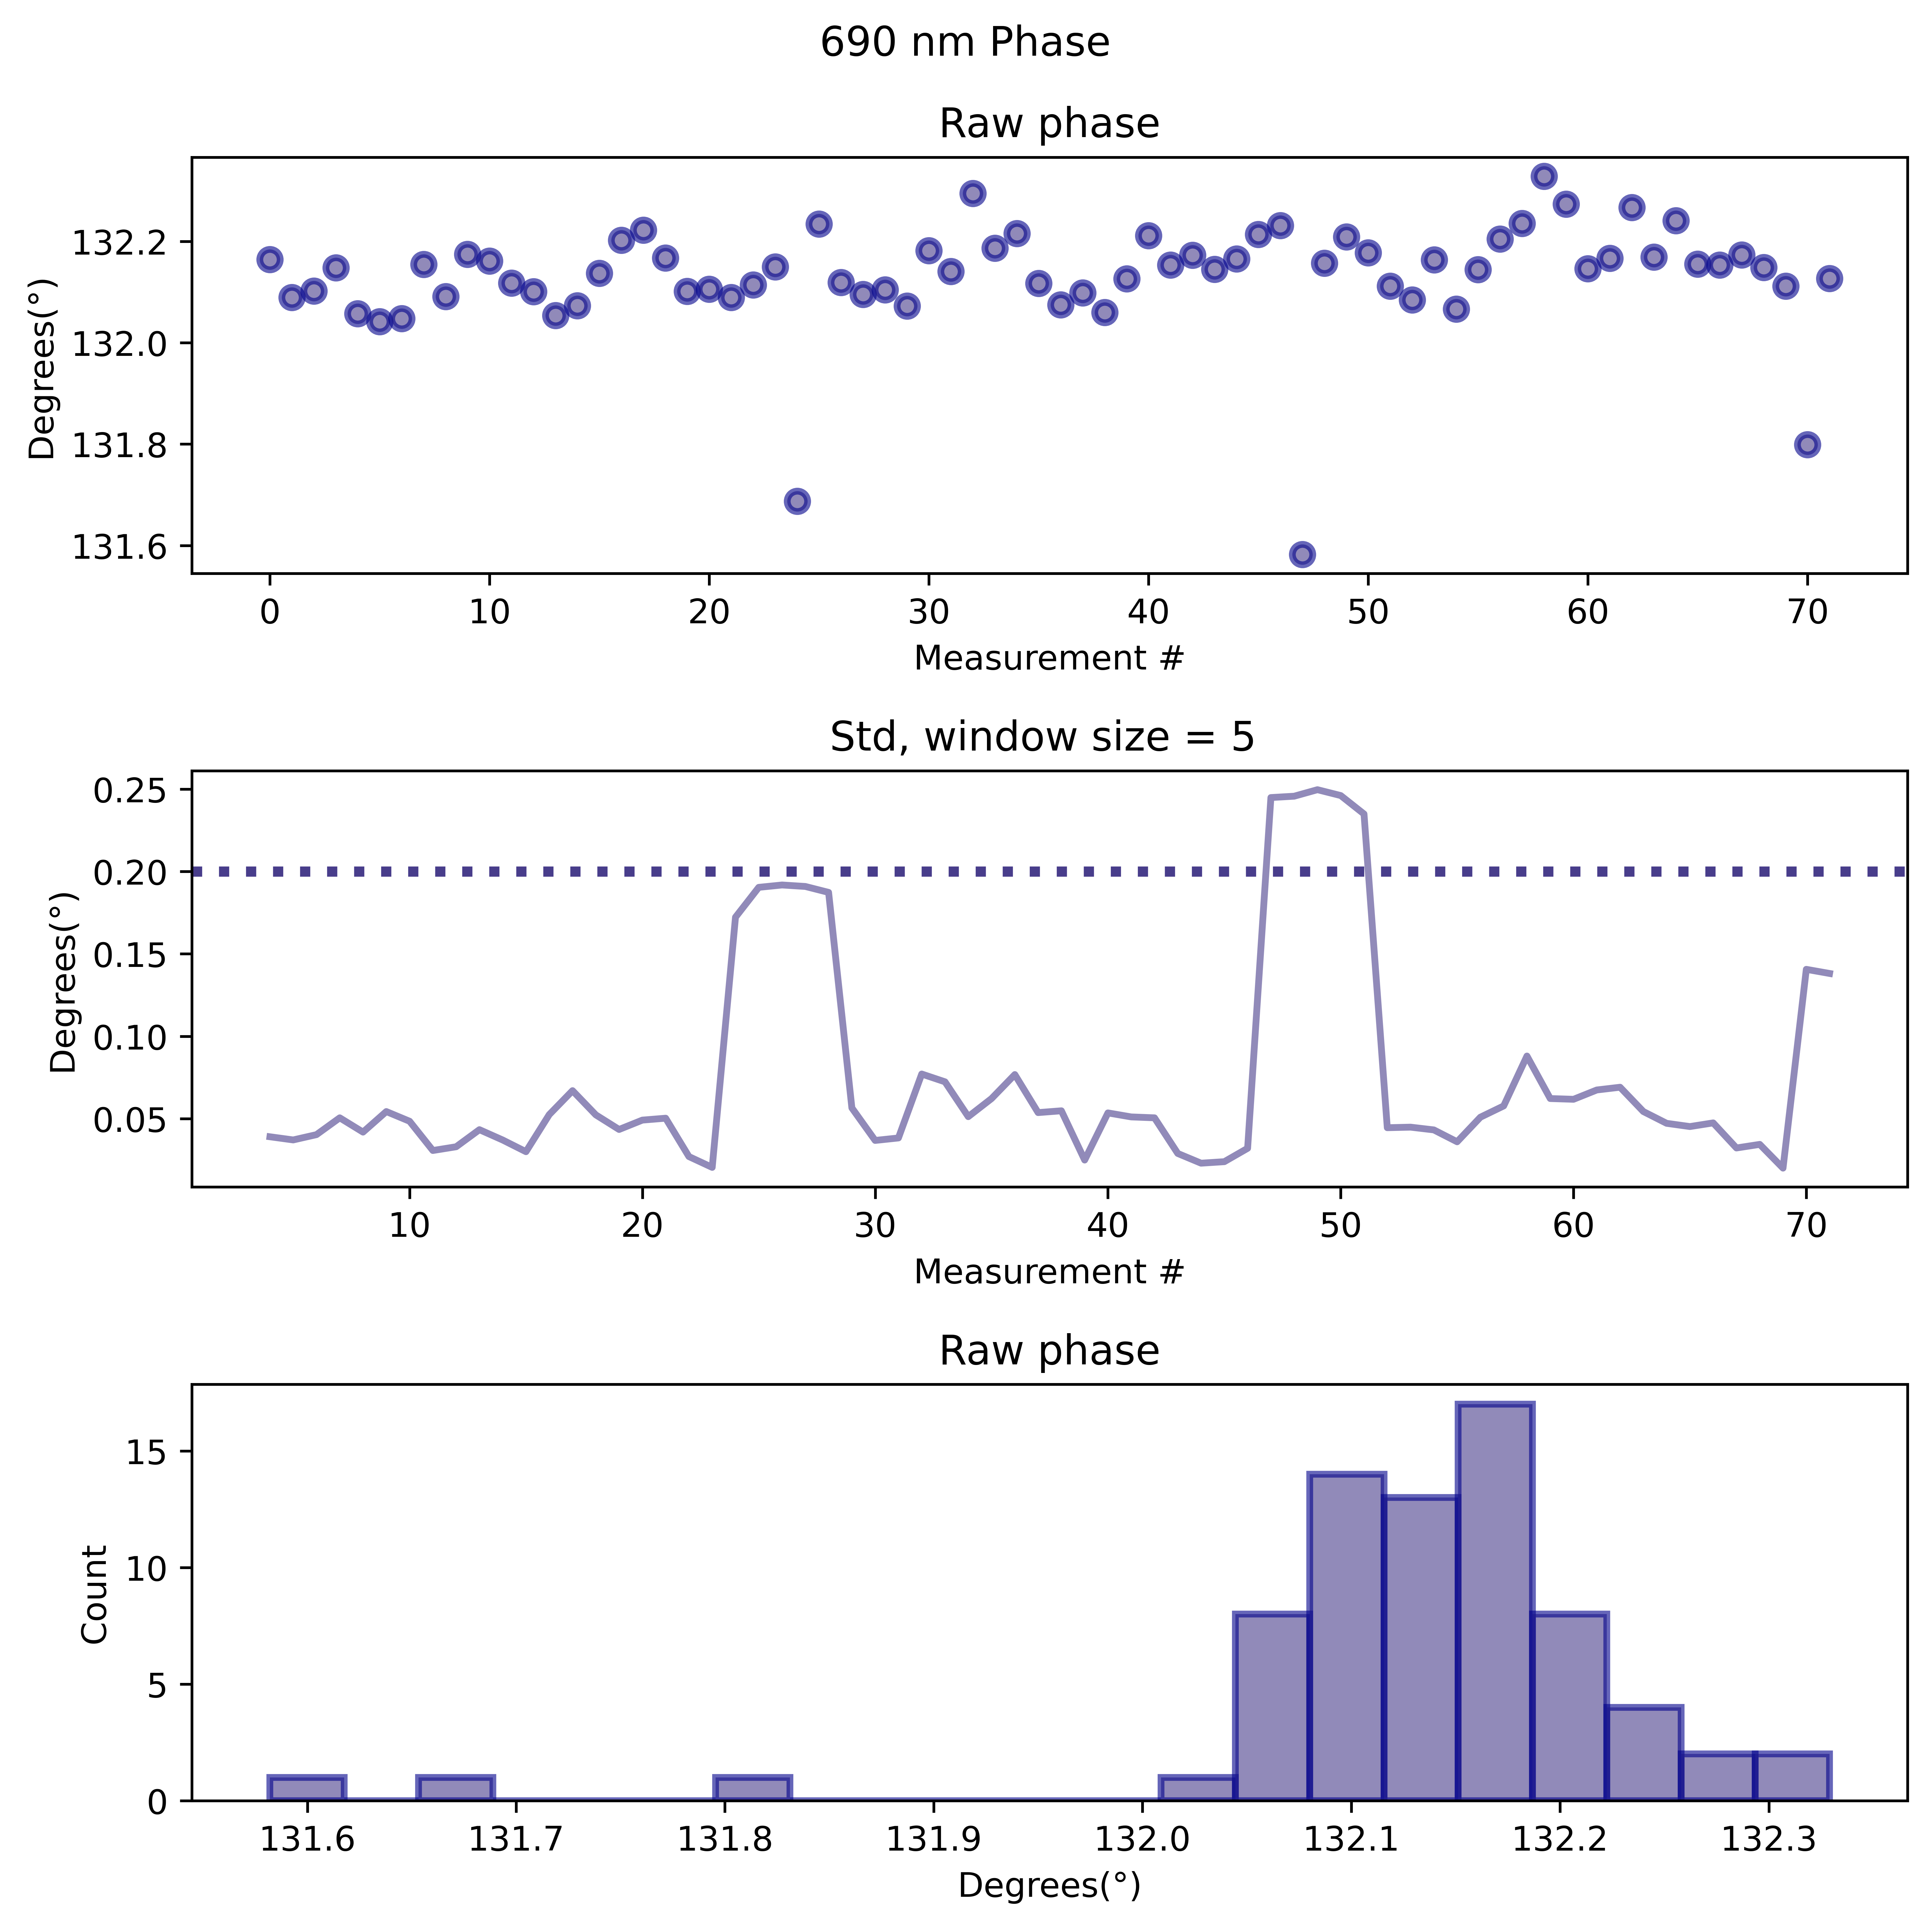 690 nm Phase
Raw phase
Degrees(°)
132.2
132.0
131.8
131.6
0 10 20 30 40 50 60 70
Measurement #
Std, window size = 5
Degrees(°)
0.25
0.20
0.15
0.10
0.05
10 20 30 40 50 60 70
Measurement #
Raw phase
Count
15
10
5
0
131.6 131.7 131.8 131.9 132.0 132.1 132.2 132.3
Degrees(°)